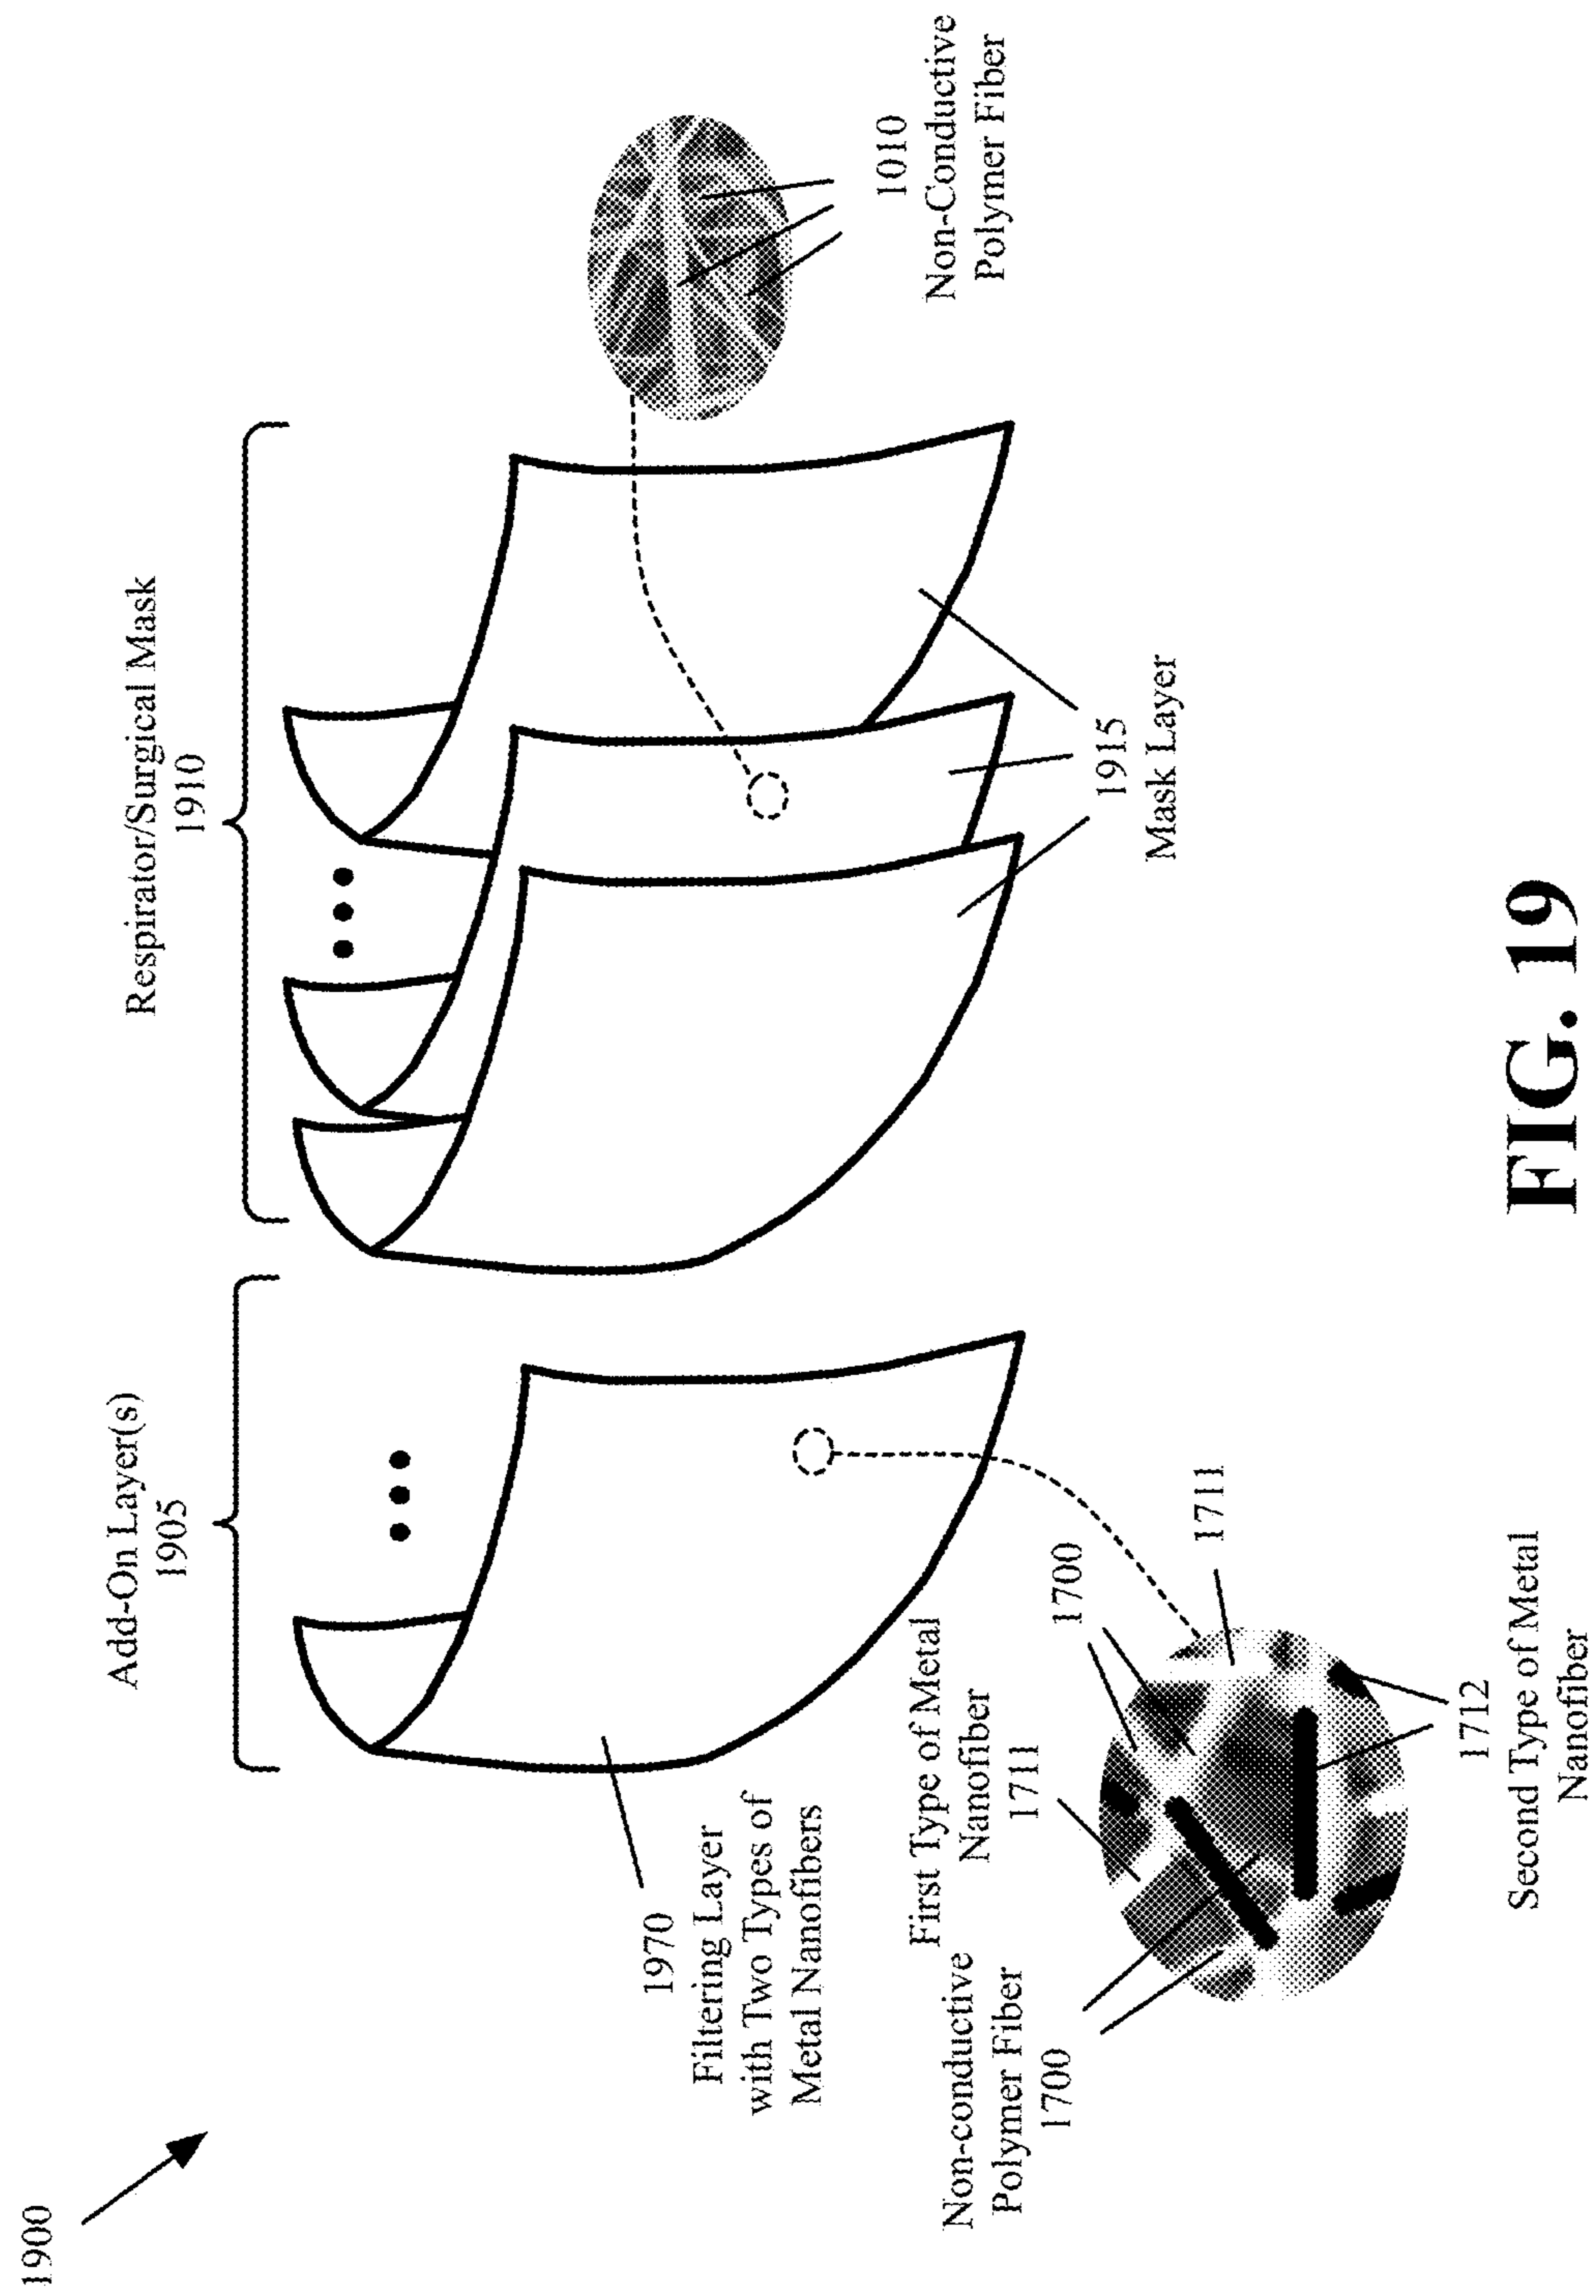 1900
Add-On Layer(s)
1905
Respirator/Surgical Mask
1910
1970
Filtering Layer
with Two Types of
Metal Nanofibers
Non-conductive
Polymer Fiber
1700
First Type of Metal
Nanofiber
1711
1700
1711
1712
Second Type of Metal
Nanofiber
1915
Mask Layer
1010
Non-Conductive
Polymer Fiber
FIG. 19